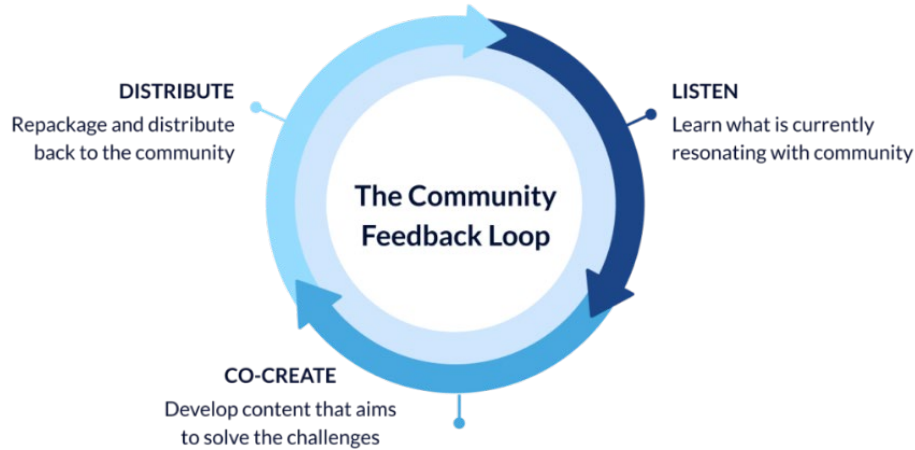 DISTRIBUTE
Repackage and distribute
back to the community
LISTEN
Learn what is currently
resonating with community
The Community
Feedback Loop
CO-CREATE
Develop content that aims
to solve the challenges